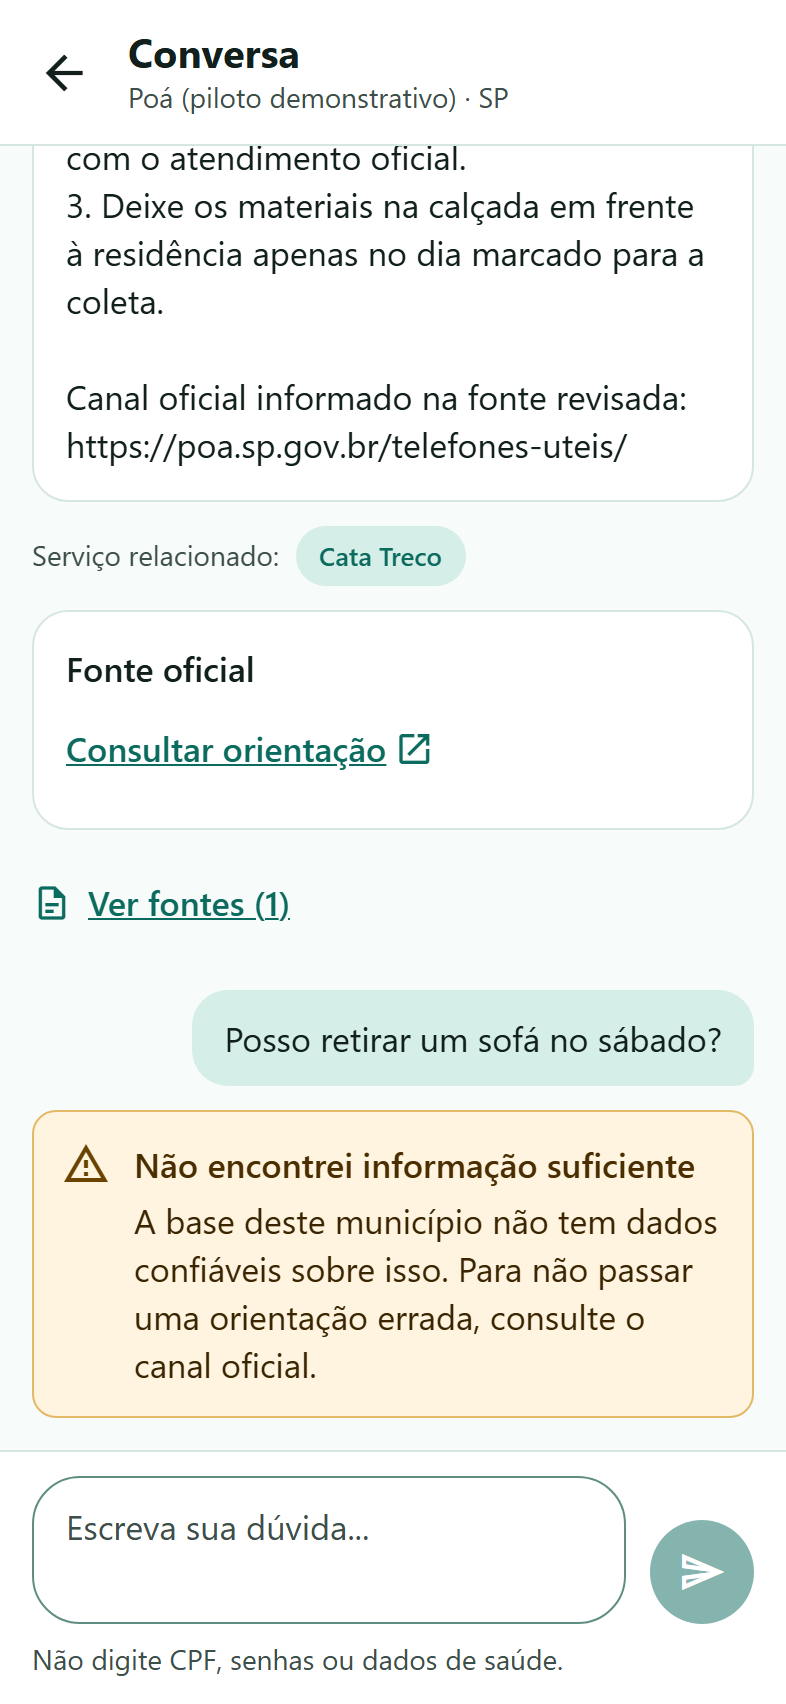 Conversa
Poá (piloto demonstrativo) · SP
com o atendimento oficial.
3. Deixe os materiais na calçada em frente
à residência apenas no dia marcado para a
coleta.
Canal oficial informado na fonte revisada:
https://poa.sp.gov.br/telefones-uteis/
Serviço relacionado: Cata Treco
Fonte oficial
Consultar orientação
Ver fontes (1)
Posso retirar um sofá no sábado?
Não encontrei informação suficiente
A base deste município não tem dados
confiáveis sobre isso. Para não passar
uma orientação errada, consulte o
canal oficial.
Escreva sua dúvida...
Não digite CPF, senhas ou dados de saúde.